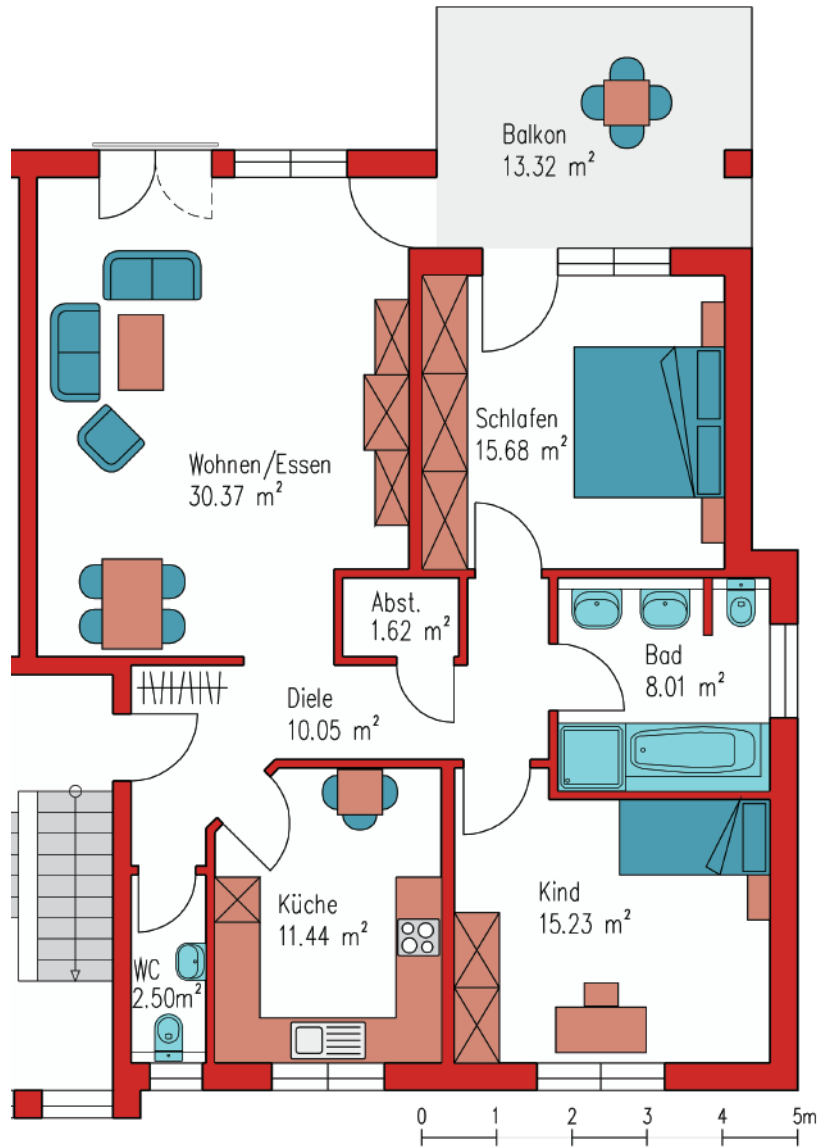 Balkon
13.32 m²
Schlafen
15.68 m²
Wohnen/Essen
30.37 m²
Abst.
1.62 m²
Bad
8.01 m²
Diele
10.05 m²
Küche
11.44 m²
Kind
15.23 m²
WC
2.50m²
0 1 2 3 4 5m